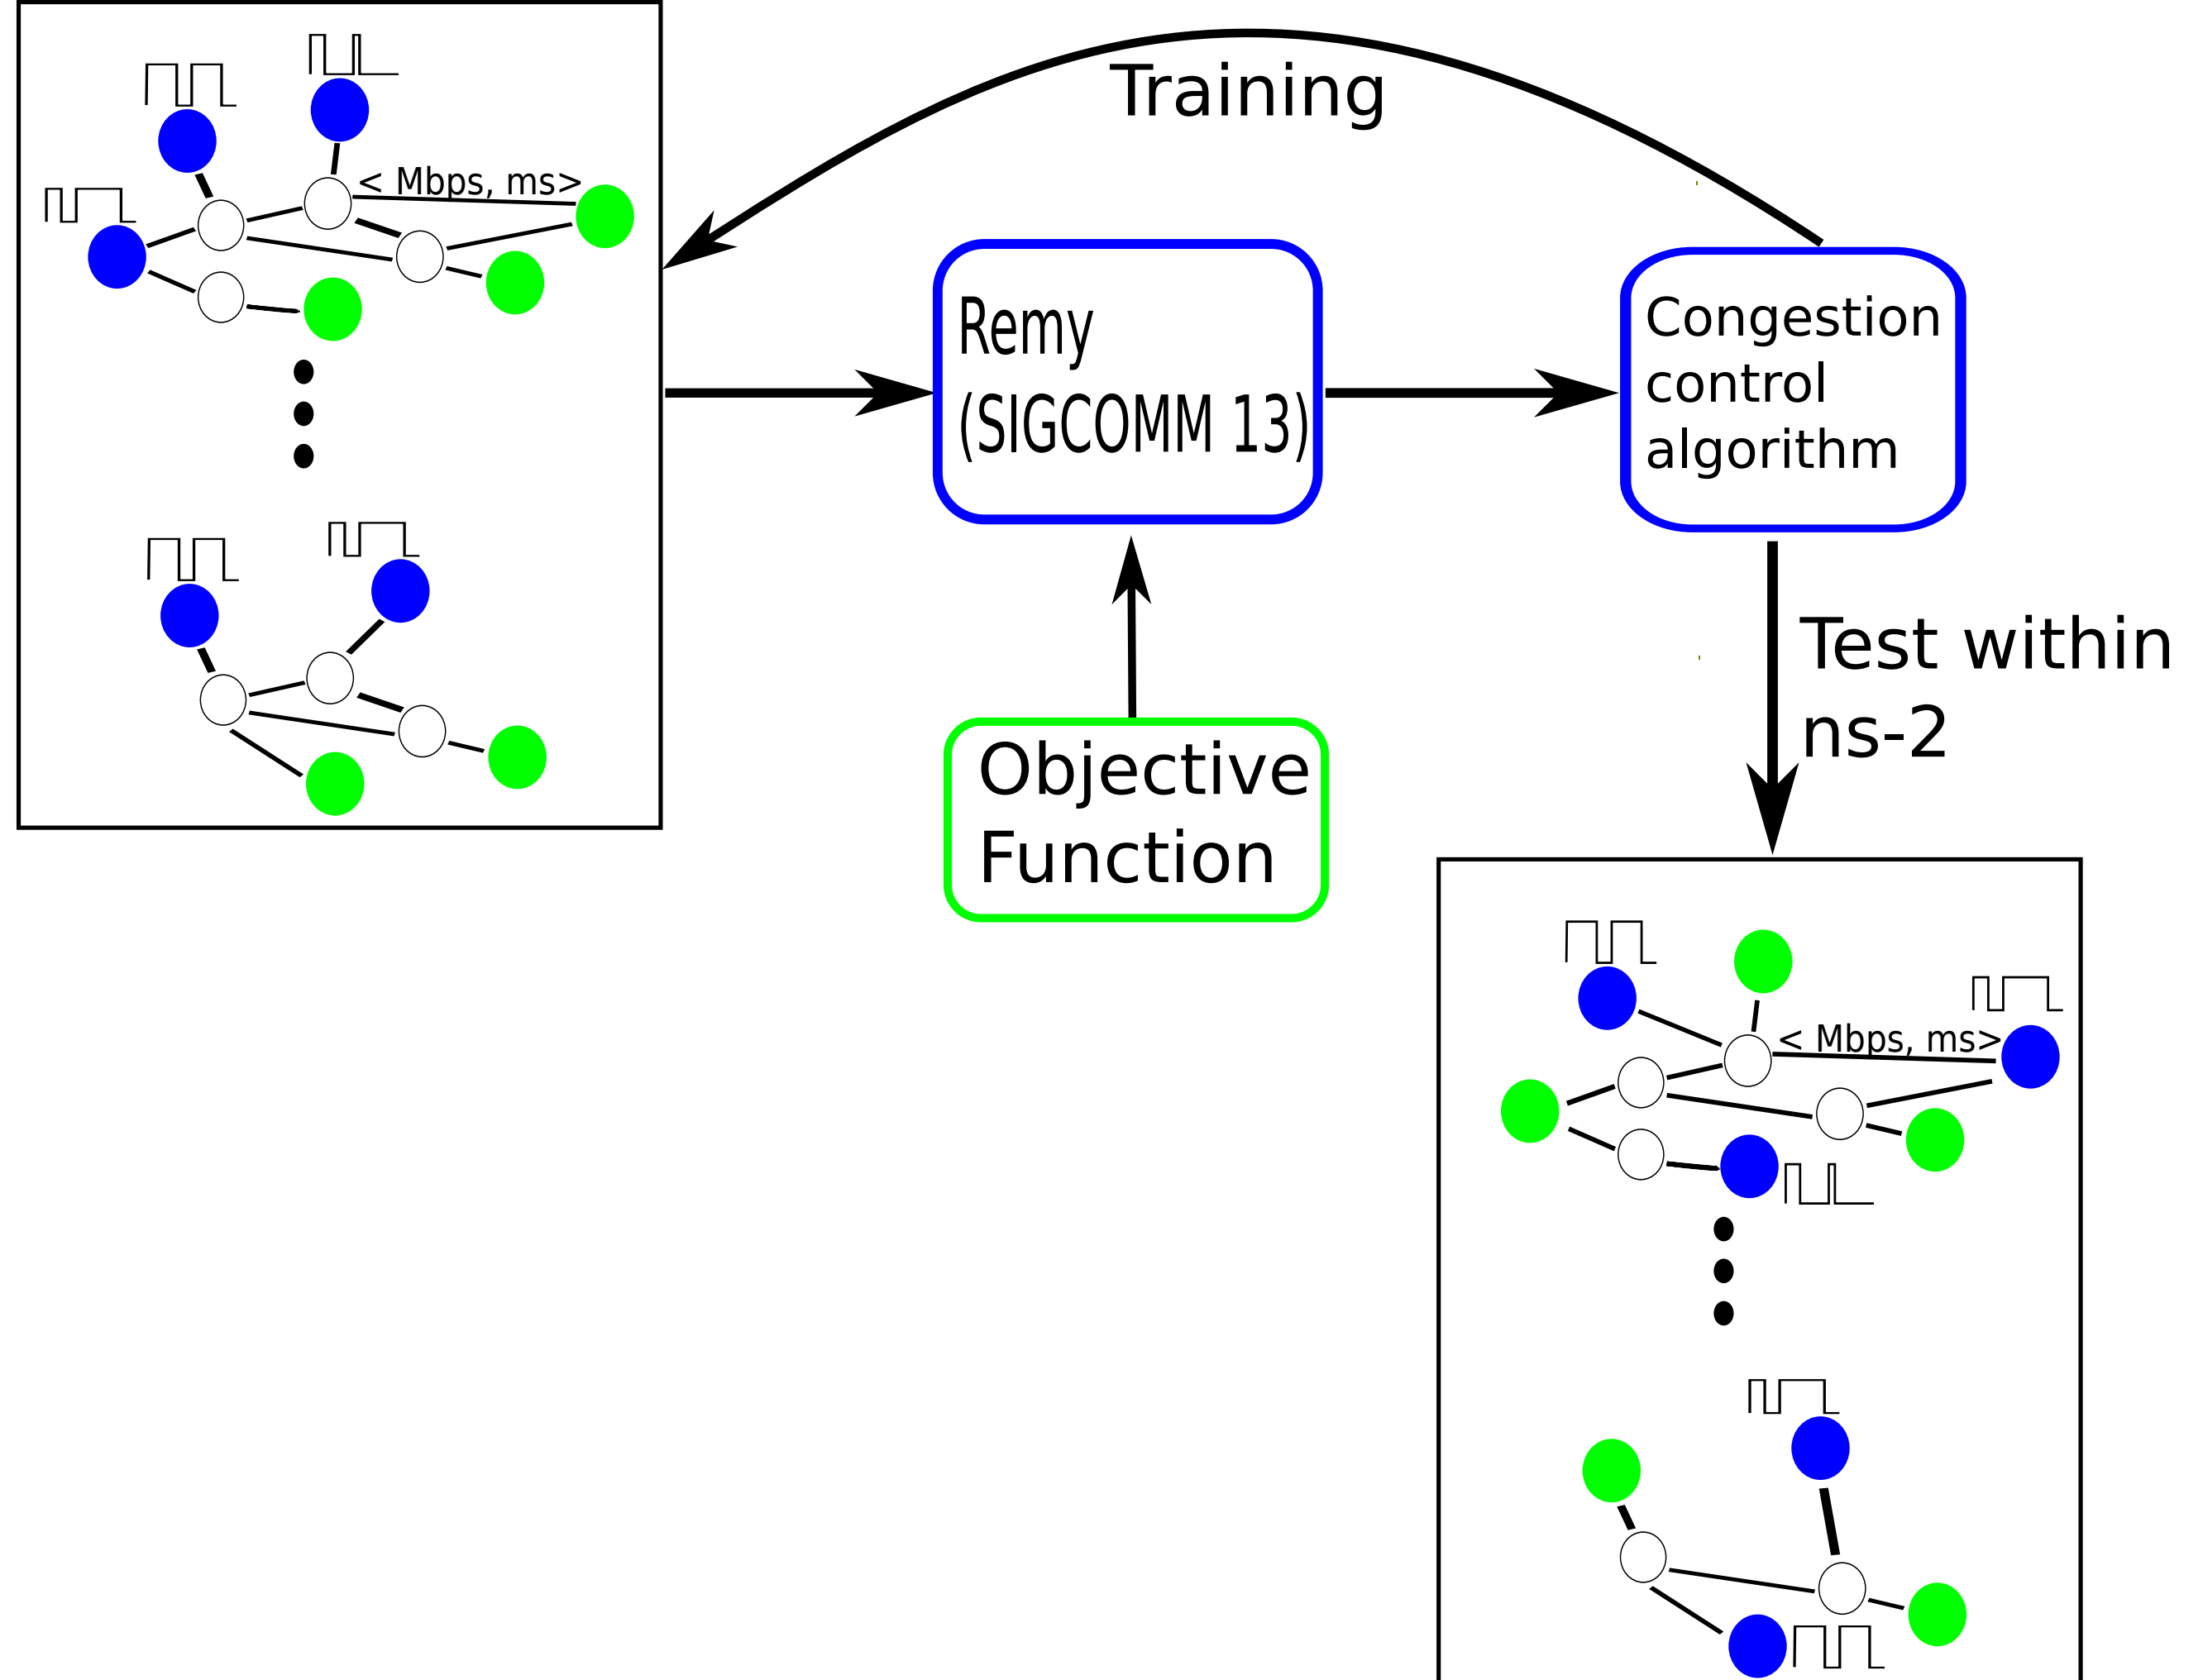 Training
< Mbps, ms>
Remy
(SIGCOMM 13)
Congestion
control
algorithm
Test within
ns-2
Objective
Function
< Mbps, ms>